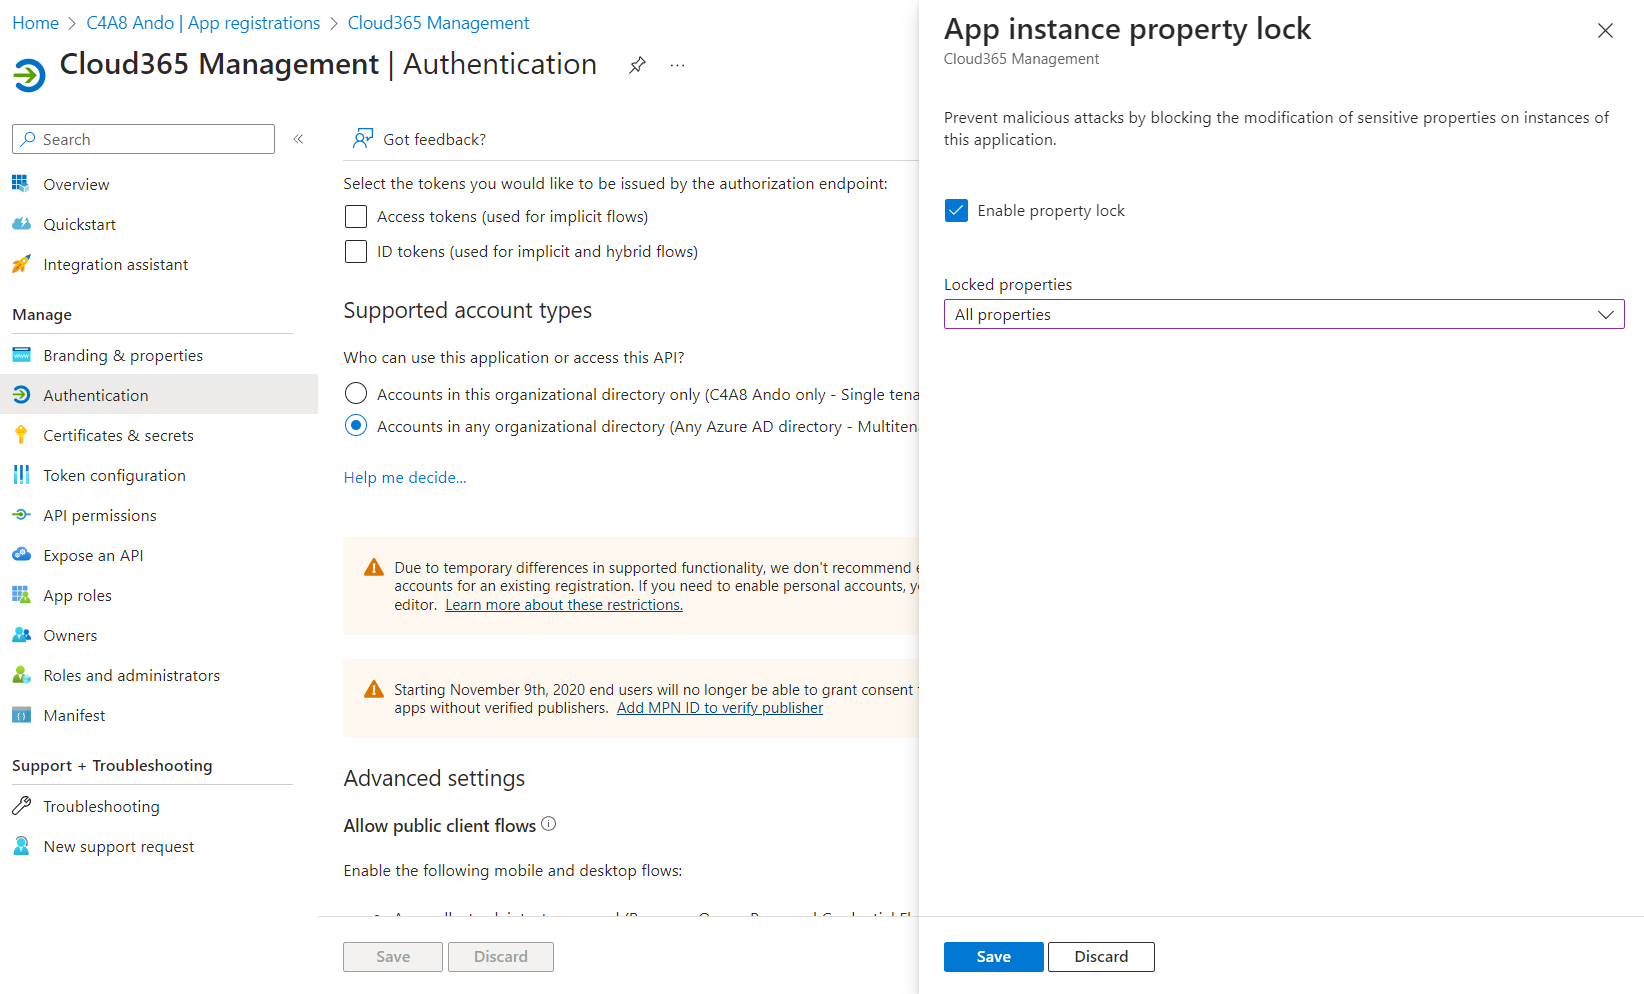 Home > C4A8 Ando | App registrations > Cloud365 Management
Cloud365 Management | Authentication
Search
Overview
Quickstart
Integration assistant
Manage
Branding & properties
Authentication
Certificates & secrets
Token configuration
API permissions
Expose an API
App roles
Owners
Roles and administrators
Manifest
Support + Troubleshooting
Troubleshooting
New support request
Got feedback?
Select the tokens you would like to be issued by the authorization endpoint:
Access tokens (used for implicit flows)
ID tokens (used for implicit and hybrid flows)
Supported account types
Who can use this application or access this API?
Accounts in this organizational directory only (C4A8 Ando only - Single tena
Accounts in any organizational directory (Any Azure AD directory - Multiten
Help me decide...
Due to temporary differences in supported functionality, we don't recommend
accounts for an existing registration. If you need to enable personal accounts,
editor. Learn more about these restrictions.
Starting November 9th, 2020 end users will no longer be able to grant consent
apps without verified publishers. Add MPN ID to verify publisher
Advanced settings
Allow public client flows
Enable the following mobile and desktop flows:
Save Discard
App instance property lock
Cloud365 Management
Prevent malicious attacks by blocking the modification of sensitive properties on instances of
this application.
Enable property lock
Locked properties
All properties
Save Discard